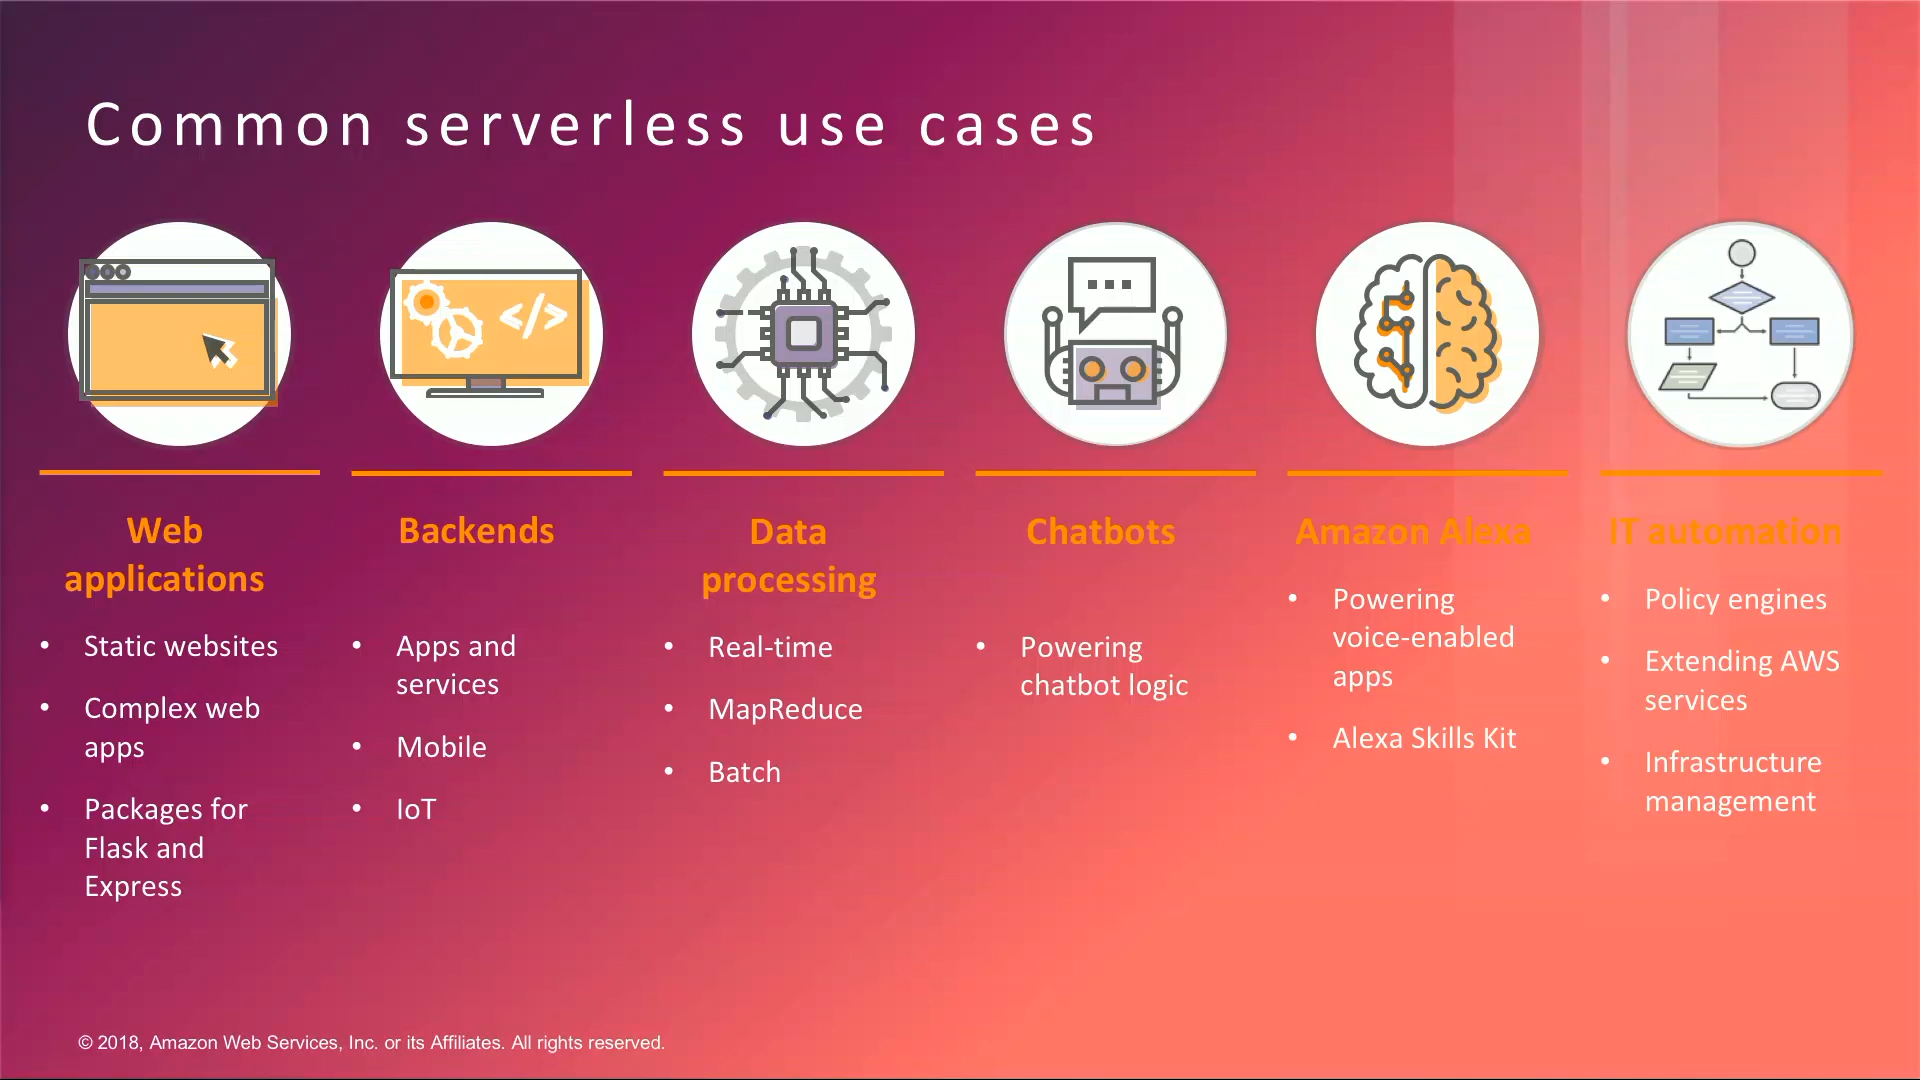 Common serverless use cases
</>
Web
applications
• Static websites
• Complex web
apps
• Packages for
Flask and
Express
Backends
• Apps and
services
• Mobile
• IoT
Data
processing
• Real-time
• MapReduce
• Batch
Chatbots
• Powering
chatbot logic
Amazon Alexa
• Powering
voice-enabled
apps
• Alexa Skills Kit
IT automation
• Policy engines
• Extending AWS
services
• Infrastructure
management
© 2018, Amazon Web Services, Inc. or its Affiliates. All rights reserved.